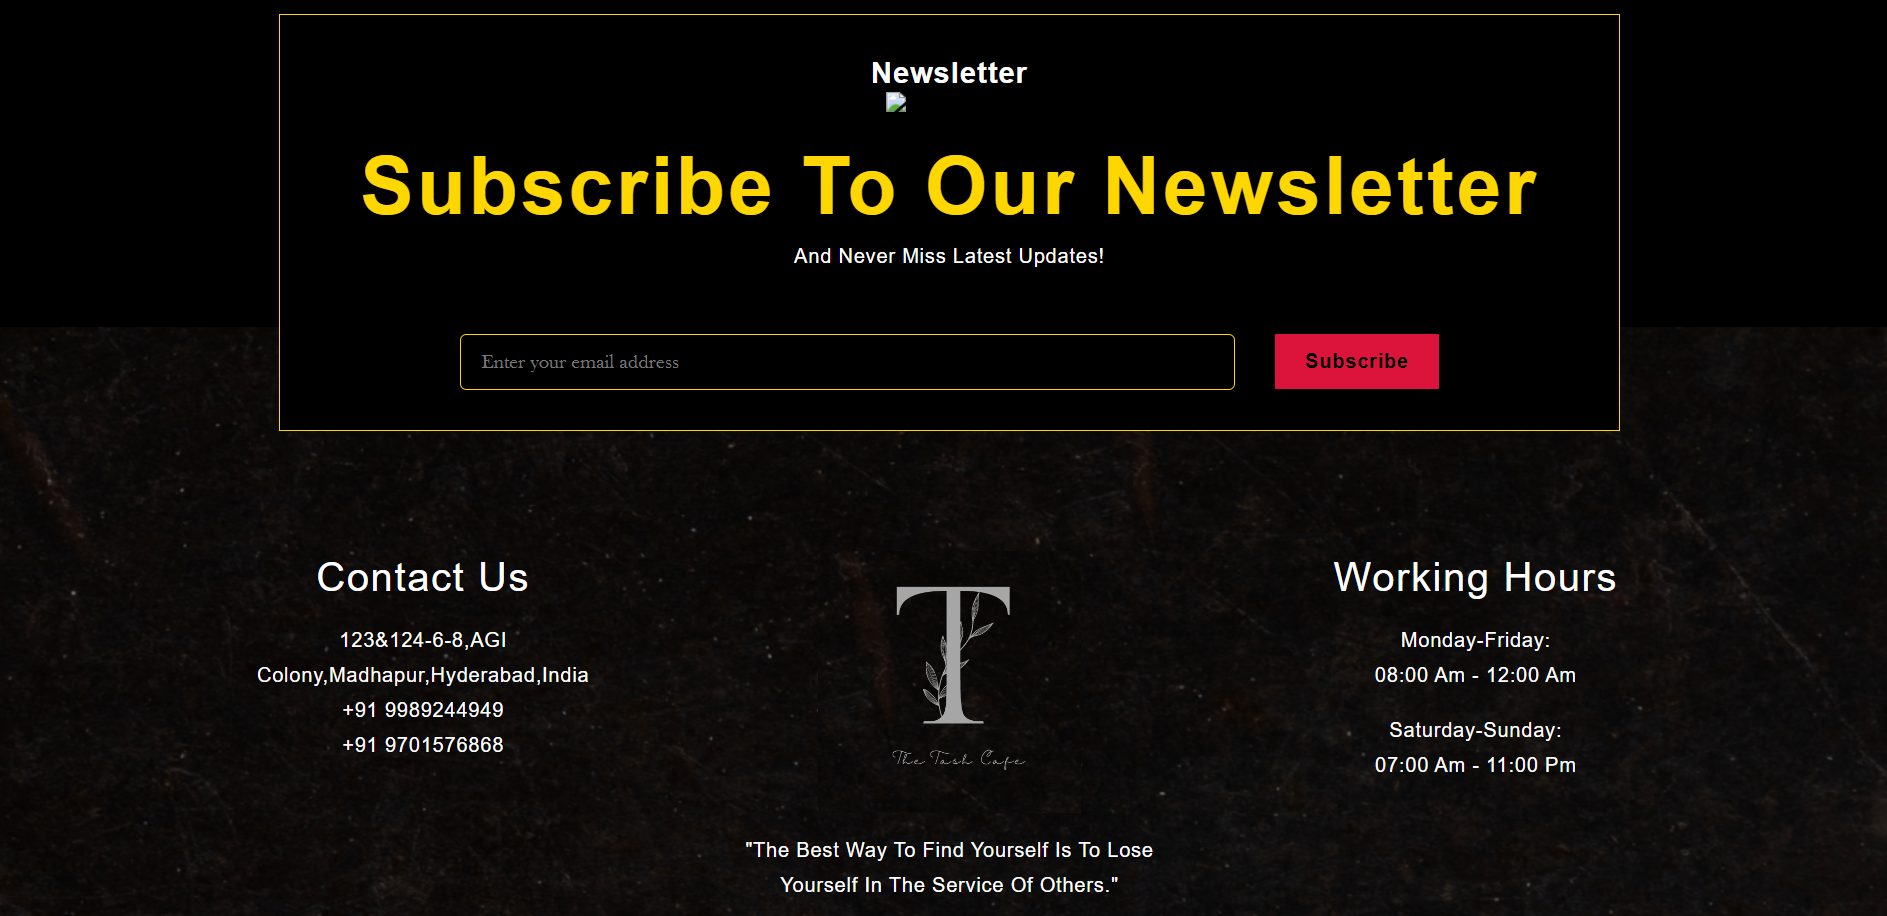 Newsletter
Subscribe To Our Newsletter
And Never Miss Latest Updates!
Enter your email address
Subscribe
Contact Us
123&124-6-8,AGI
Colony,Madhapur,Hyderabad,India
+91 9989244949
+91 9701576868
T
The Tash Cafe
Working Hours
Monday-Friday:
08:00 Am - 12:00 Am
Saturday-Sunday:
07:00 Am - 11:00 Pm
"The Best Way To Find Yourself Is To Lose
Yourself In The Service Of Others."